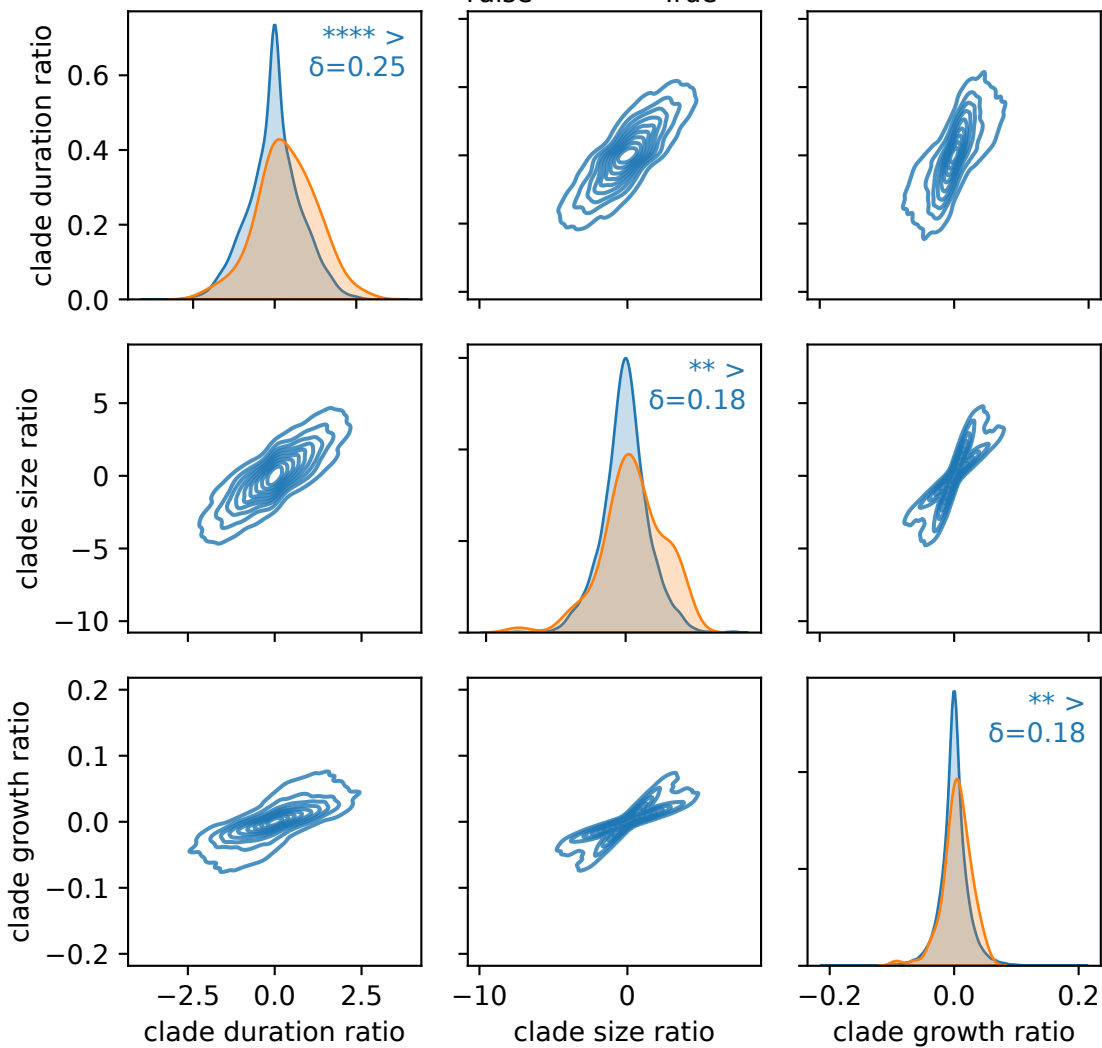 False True
clade duration ratio
0.6
0.4
0.2
0.0
**** >
δ=0.25
clade size ratio
5
0
−5
−10
** >
δ=0.18
clade growth ratio
0.2
0.1
0.0
−0.1
−0.2
** >
δ=0.18
−2.5 0.0 2.5
−10 0
−0.2 0.0 0.2
clade duration ratio
clade size ratio
clade growth ratio